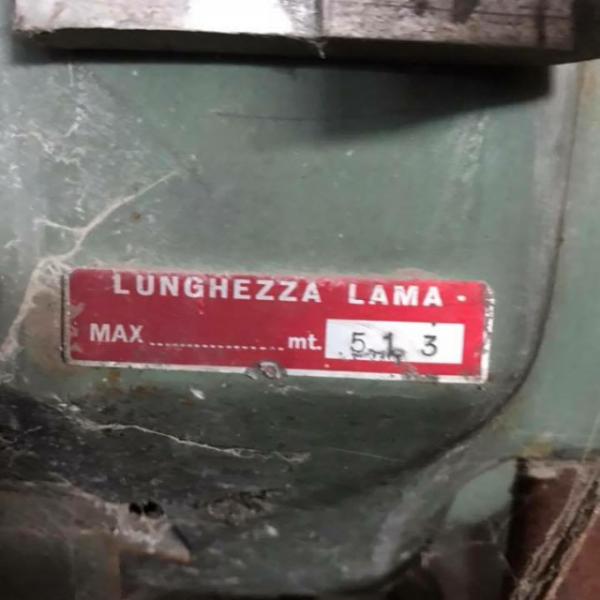 LUNGHEZZA LAMA
MAX................mt. 5 1 3